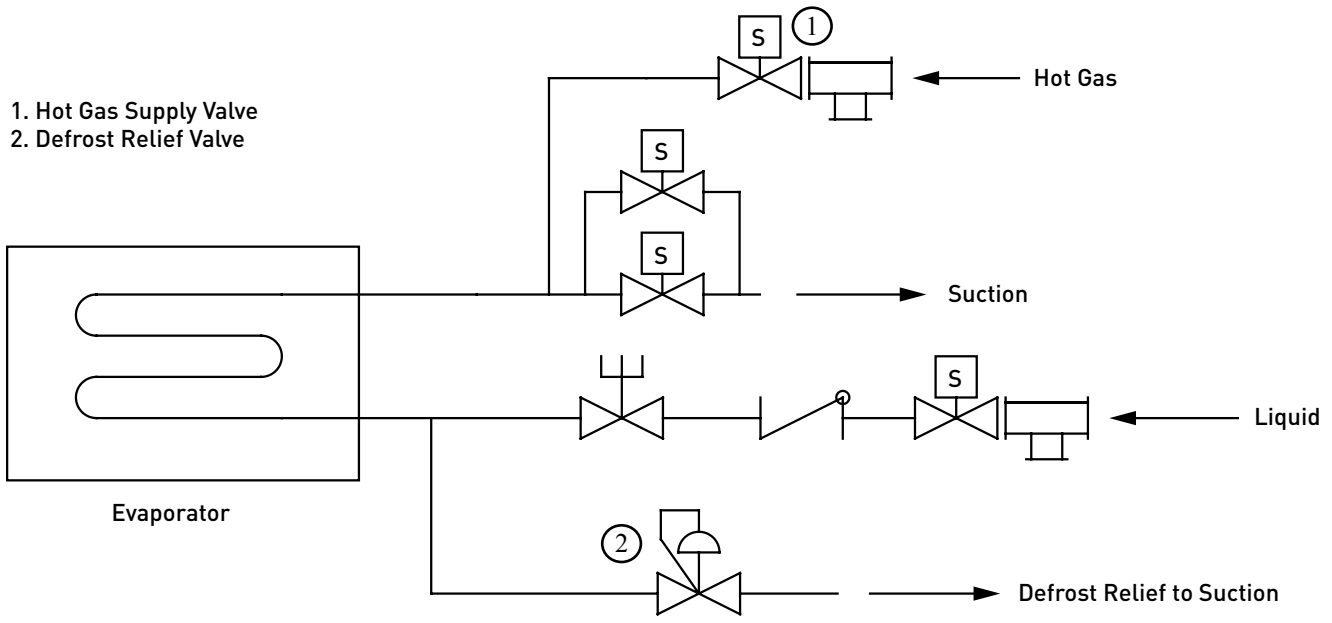 S
1
Hot Gas
1. Hot Gas Supply Valve
2. Defrost Relief Valve
S
S
Suction
S
Liquid
Evaporator
2
Defrost Relief to Suction